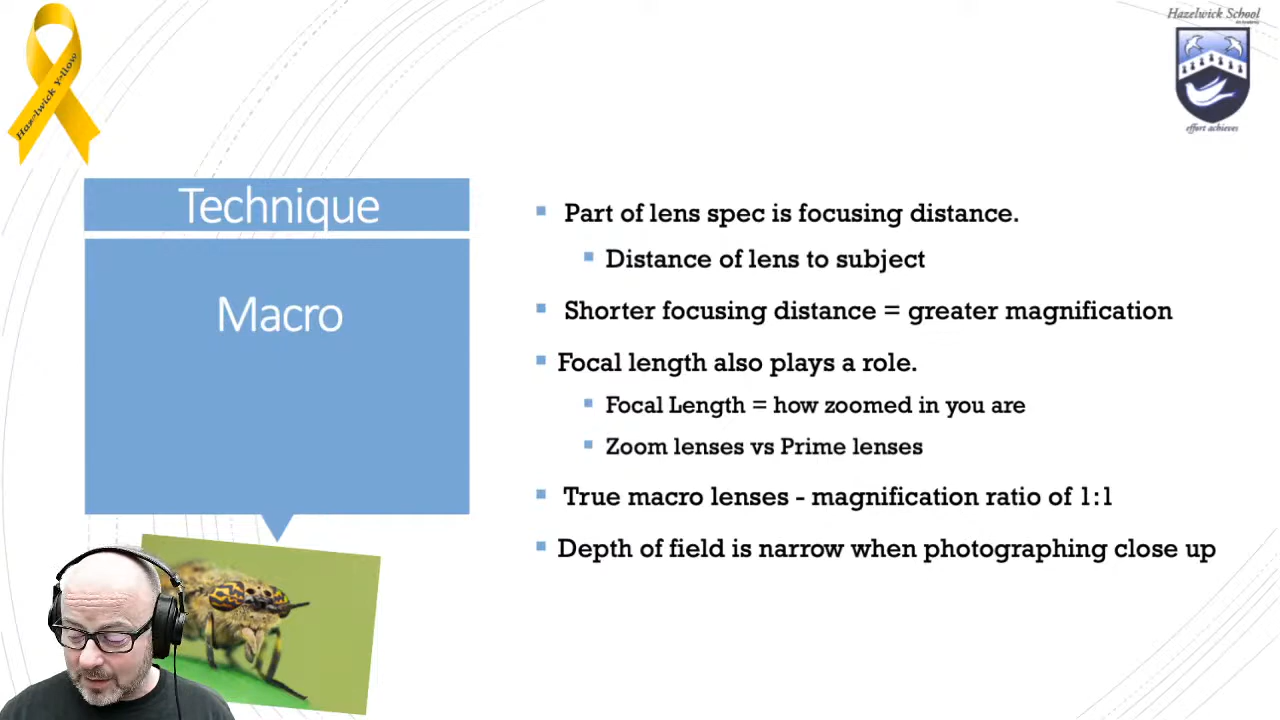 Hazelwick Yellow
Hazelwick School
effort achieves
Technique
Macro
Part of lens spec is focusing distance.
Distance of lens to subject
Shorter focusing distance = greater magnification
Focal length also plays a role.
Focal Length = how zoomed in you are
Zoom lenses vs Prime lenses
True macro lenses - magnification ratio of 1:1
Depth of field is narrow when photographing close up